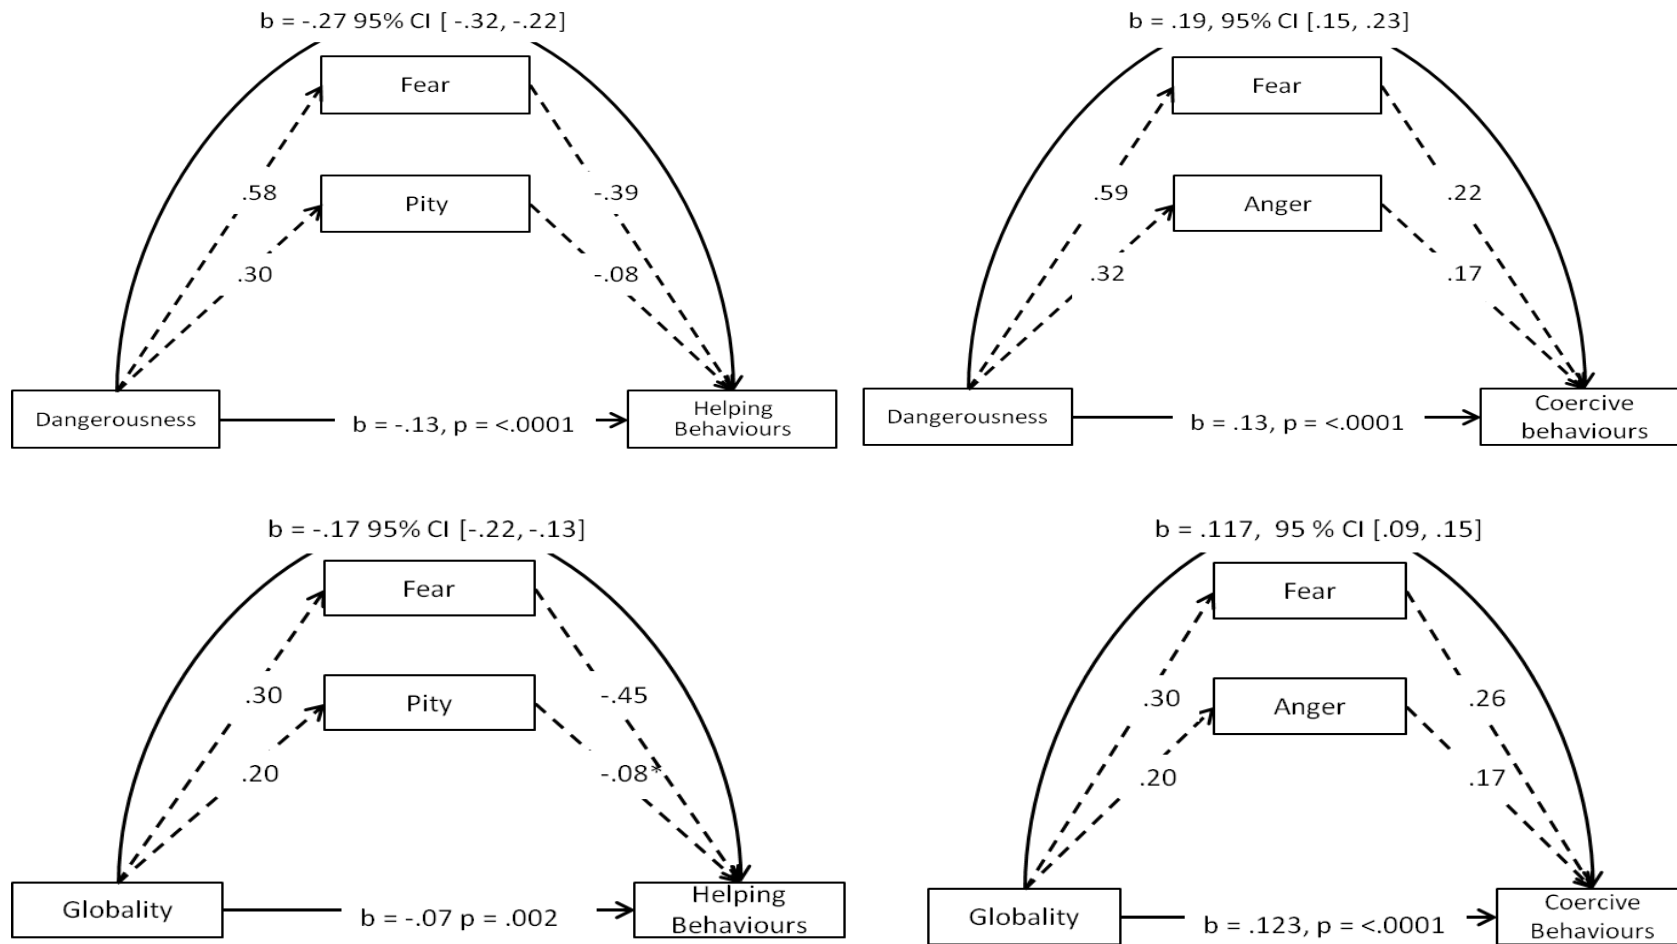 b = -.27 95% CI [ -.32, -.22]
Fear
.58
-.39
Pity
.30
-.08
Dangerousness
b = -.13, p = <.0001
Helping
Behaviours
b = .19, 95% CI [.15, .23]
Fear
.59
.22
Anger
.32
.17
Dangerousness
b = .13, p = <.0001
Coercive
behaviours
b = -.17 95% CI [-.22, -.13]
Fear
.30
-.45
Pity
.20
-.08*
Globality
b = -.07 p = .002
Helping
Behaviours
b = .117, 95 % CI [.09, .15]
Fear
.30
.26
Anger
.20
.17
Globality
b = .123, p = <.0001
Coercive
Behaviours